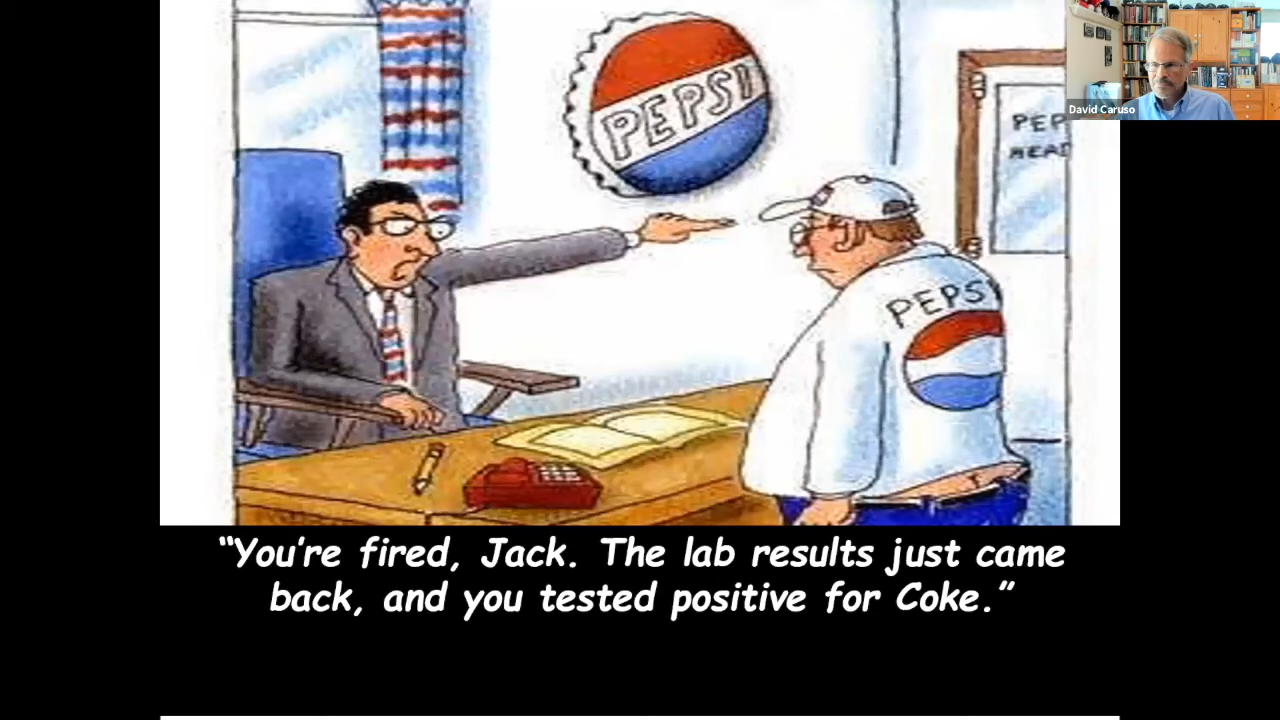 PEPSI
David Caruso
PEP
HEAD
PEPSI
“You’re fired, Jack. The lab results just came
back, and you tested positive for Coke.”